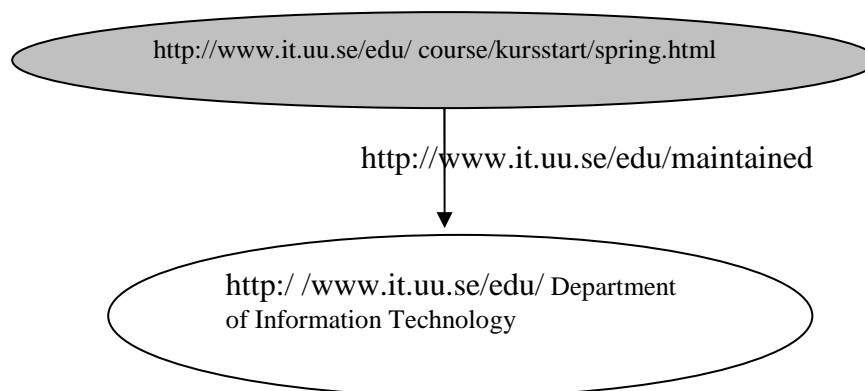 http://www.it.uu.se/edu/ course/kursstart/spring.html
http://www.it.uu.se/edu/maintained
http:/ /www.it.uu.se/edu/ Department
of Information Technology